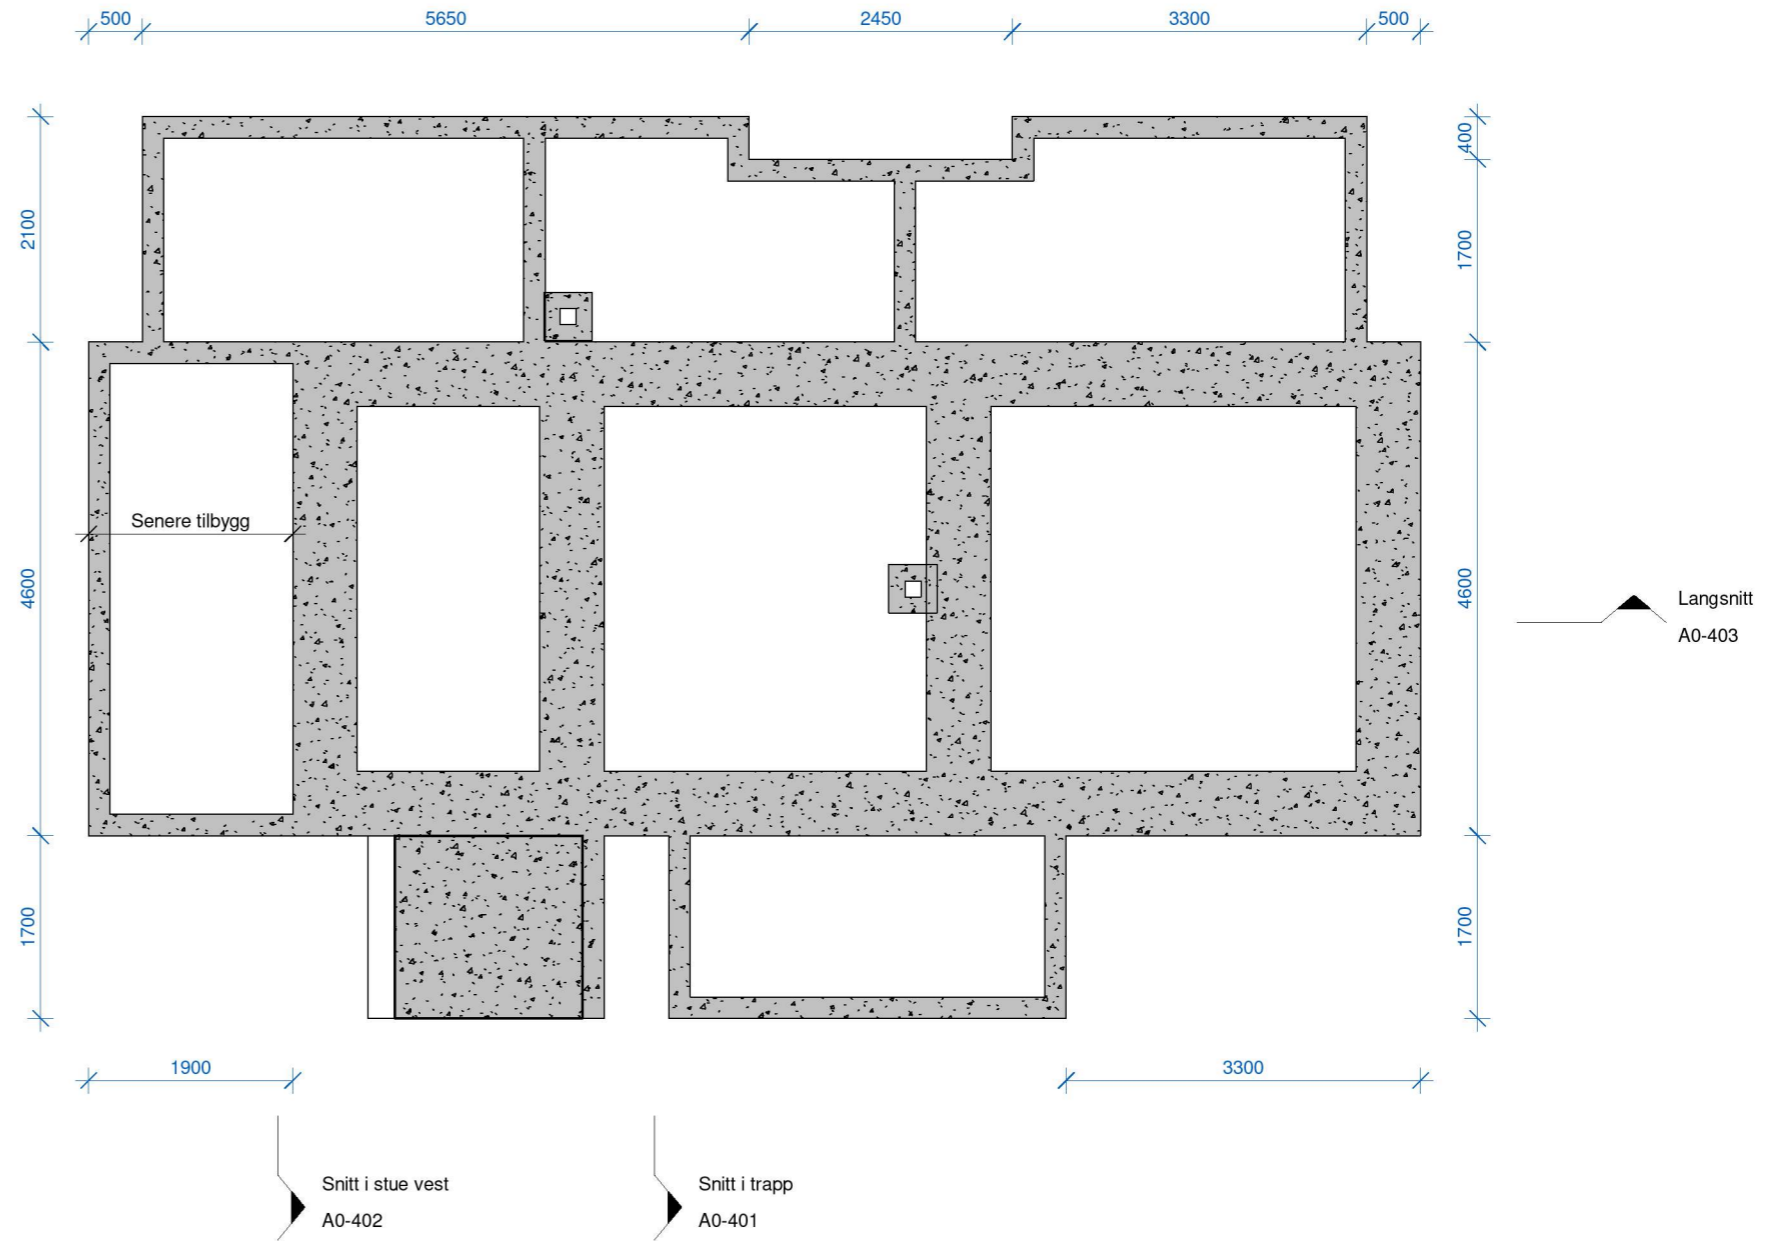 500
5650
2450
3300
500
400
2100
1700
Senere tilbygg
4600
4600
Langsnitt
A0-403
1700
1700
1900
3300
Snitt i stue vest
A0-402
Snitt i trapp
A0-401